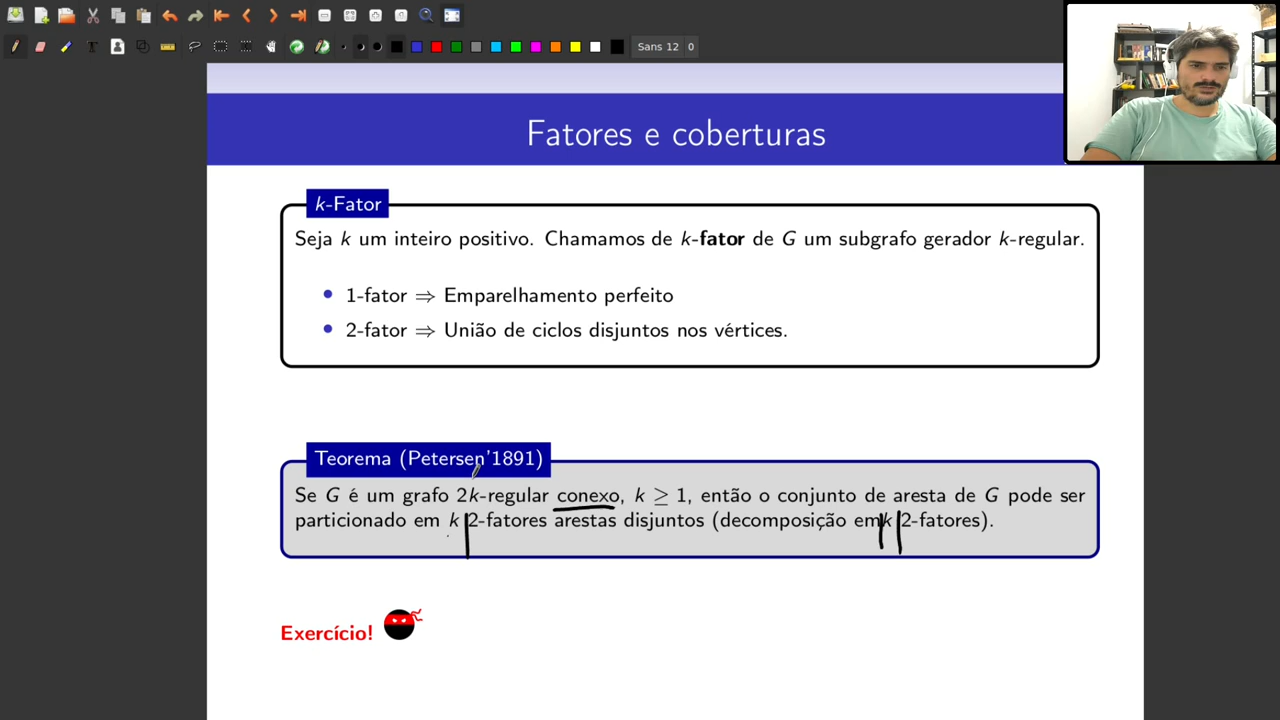 Sans 12 0
Fatores e coberturas
k-Fator
Seja k um inteiro positivo. Chamamos de k-fator de G um subgrafo gerador k-regular.
1-fator ⇒ Emparelhamento perfeito
2-fator ⇒ União de ciclos disjuntos nos vértices.
Teorema (Petersen'1891)
Se G é um grafo 2k-regular conexo, k ≥ 1, então o conjunto de aresta de G pode ser
particionado em k 2-fatores arestas disjuntos (decomposição em k 2-fatores).
Exercício!